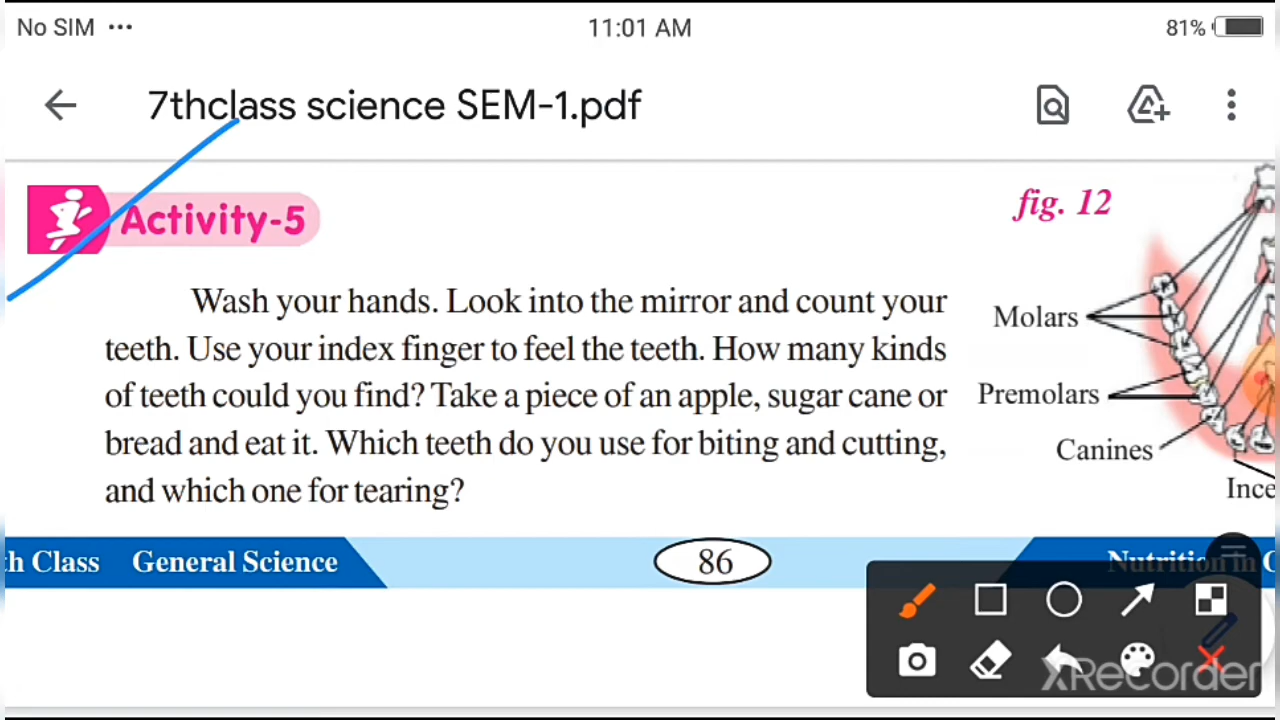 No SIM ···
11:01 AM
81%
7thclass science SEM-1.pdf
Activity-5
fig. 12
Wash your hands. Look into the mirror and count your
teeth. Use your index finger to feel the teeth. How many kinds
of teeth could you find? Take a piece of an apple, sugar cane or
bread and eat it. Which teeth do you use for biting and cutting,
and which one for tearing?
Molars
Premolars
Canines
Ince
h Class General Science
86
Nutrition in C
XRecorder